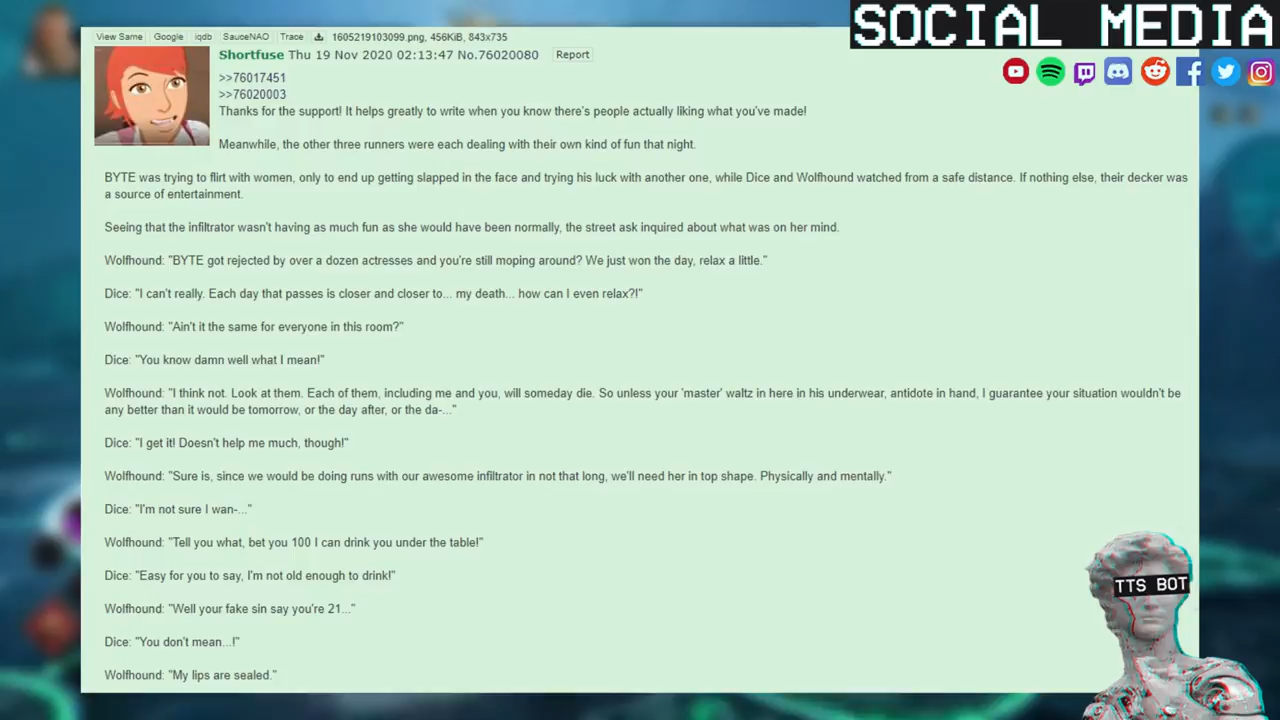 SOCIAL MEDIA
View Same Google iqdb SauceNAO Trace 1605219103099.png, 456KiB, 843x735
Shortfuse Thu 19 Nov 2020 02:13:47 No.76020080 Report
>>76017451
>>76020003
Thanks for the support! It helps greatly to write when you know there's people actually liking what you've made!
Meanwhile, the other three runners were each dealing with their own kind of fun that night.
BYTE was trying to flirt with women, only to end up getting slapped in the face and trying his luck with another one, while Dice and Wolfhound watched from a safe distance. If nothing else, their decker was
a source of entertainment.
Seeing that the infiltrator wasn't having as much fun as she would have been normally, the street ask inquired about what was on her mind.
Wolfhound: "BYTE got rejected by over a dozen actresses and you're still moping around? We just won the day, relax a little."
Dice: "I can't really. Each day that passes is closer and closer to... my death... how can I even relax?!"
Wolfhound: "Ain't it the same for everyone in this room?"
Dice: "You know damn well what I mean!"
Wolfhound: "I think not. Look at them. Each of them, including me and you, will someday die. So unless your 'master' waltz in here in his underwear, antidote in hand, I guarantee your situation wouldn't be
any better than it would be tomorrow, or the day after, or the da-..."
Dice: "I get it! Doesn't help me much, though!"
Wolfhound: "Sure is, since we would be doing runs with our awesome infiltrator in not that long, we'll need her in top shape. Physically and mentally."
Dice: "I'm not sure I wan-..."
Wolfhound: "Tell you what, bet you 100 I can drink you under the table!"
Dice: "Easy for you to say, I'm not old enough to drink!"
Wolfhound: "Well your fake sin say you're 21..."
Dice: "You don't mean...!"
Wolfhound: "My lips are sealed."
TTS BOT